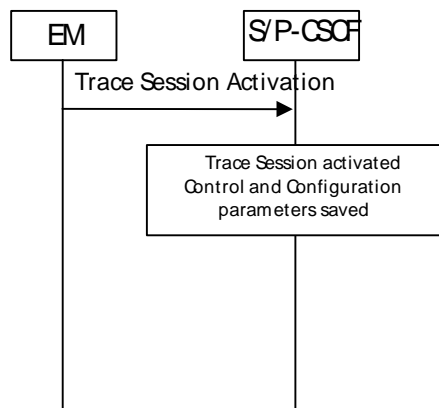 EM
S/P-CSCF
Trace Session Activation
Trace Session activated
Control and Configuration
parameters saved